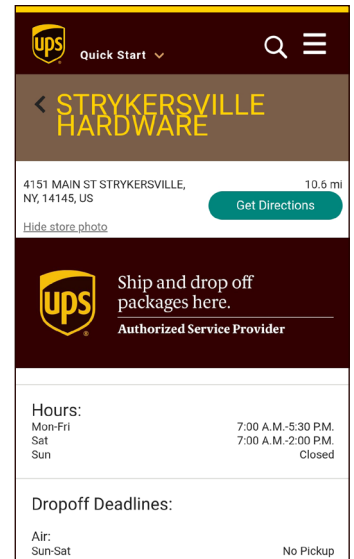 ups
Quick Start
STRYKERSVILLE
HARDWARE
4151 MAIN ST STRYKERSVILLE,
NY, 14145, US
10.6 mi
Get Directions
Hide store photo
ups
Ship and drop off
packages here.
Authorized Service Provider
Hours:
Mon-Fri 7:00 A.M.-5:30 P.M.
Sat 7:00 A.M.-2:00 P.M.
Sun Closed
Dropoff Deadlines:
Air:
Sun-Sat No Pickup